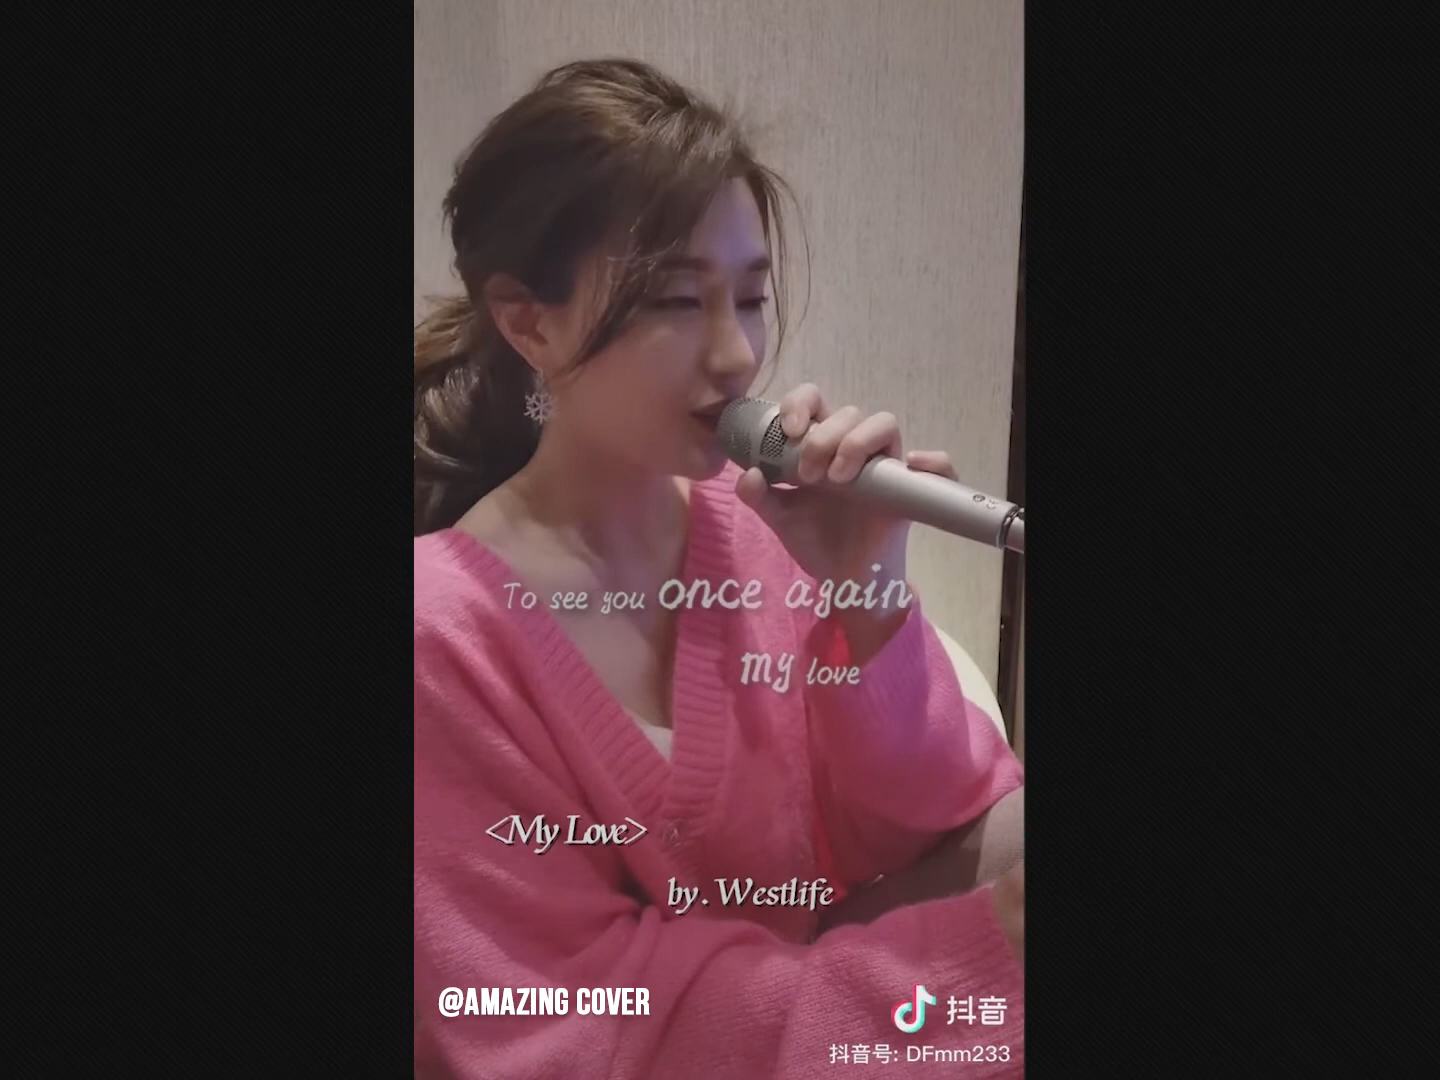 To see you once again
my love
<My Love>
by. Westlife
@AMAZING COVER
抖音
抖音号: DFmm233